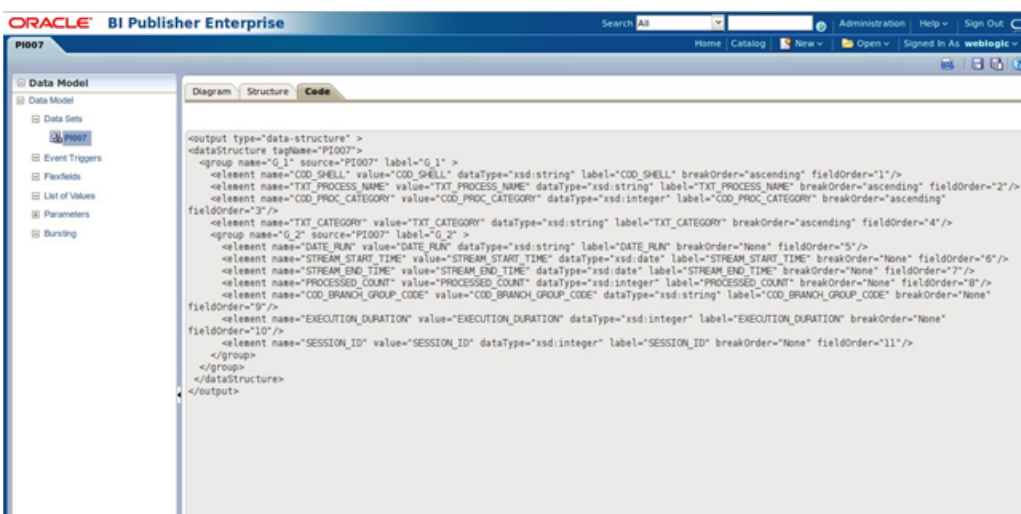 ORACLE BI Publisher Enterprise
Search All Administration Help Sign Out
PI007
Home Catalog New Open Signed In As weblogic
Data Model
Data Model
Data Sets
PI007
Event Triggers
Flexfields
List of Values
Parameters
Bursting
Diagram Structure Code
<output type="data-structure" >
<dataStructure tagName="PI007">
<group name="G_1" source="PI007" label="G_1" >
<element name="COD_SHELL" value="COD_SHELL" dataType="xsd:string" label="COD_SHELL" breakOrder="ascending" fieldOrder="1"/>
<element name="TXT_PROCESS_NAME" value="TXT_PROCESS_NAME" dataType="xsd:string" label="TXT_PROCESS_NAME" breakOrder="ascending" fieldOrder="2"/>
<element name="COD_PROC_CATEGORY" value="COD_PROC_CATEGORY" dataType="xsd:integer" label="COD_PROC_CATEGORY" breakOrder="ascending"
fieldOrder="3"/>
<element name="TXT_CATEGORY" value="TXT_CATEGORY" dataType="xsd:string" label="TXT_CATEGORY" breakOrder="ascending" fieldOrder="4"/>
<group name="G_2" source="PI007" label="G_2" >
<element name="DATE_RUN" value="DATE_RUN" dataType="xsd:string" label="DATE_RUN" breakOrder="None" fieldOrder="5"/>
<element name="STREAM_START_TIME" value="STREAM_START_TIME" dataType="xsd:date" label="STREAM_START_TIME" breakOrder="None" fieldOrder="6"/>
<element name="STREAM_END_TIME" value="STREAM_END_TIME" dataType="xsd:date" label="STREAM_END_TIME" breakOrder="None" fieldOrder="7"/>
<element name="PROCESSED_COUNT" value="PROCESSED_COUNT" dataType="xsd:integer" label="PROCESSED_COUNT" breakOrder="None" fieldOrder="8"/>
<element name="COD_BRANCH_GROUP_CODE" value="COD_BRANCH_GROUP_CODE" dataType="xsd:string" label="COD_BRANCH_GROUP_CODE" breakOrder="None"
fieldOrder="9"/>
<element name="EXECUTION_DURATION" value="EXECUTION_DURATION" dataType="xsd:integer" label="EXECUTION_DURATION" breakOrder="None"
fieldOrder="10"/>
<element name="SESSION_ID" value="SESSION_ID" dataType="xsd:integer" label="SESSION_ID" breakOrder="None" fieldOrder="11"/>
</group>
</group>
</dataStructure>
</output>